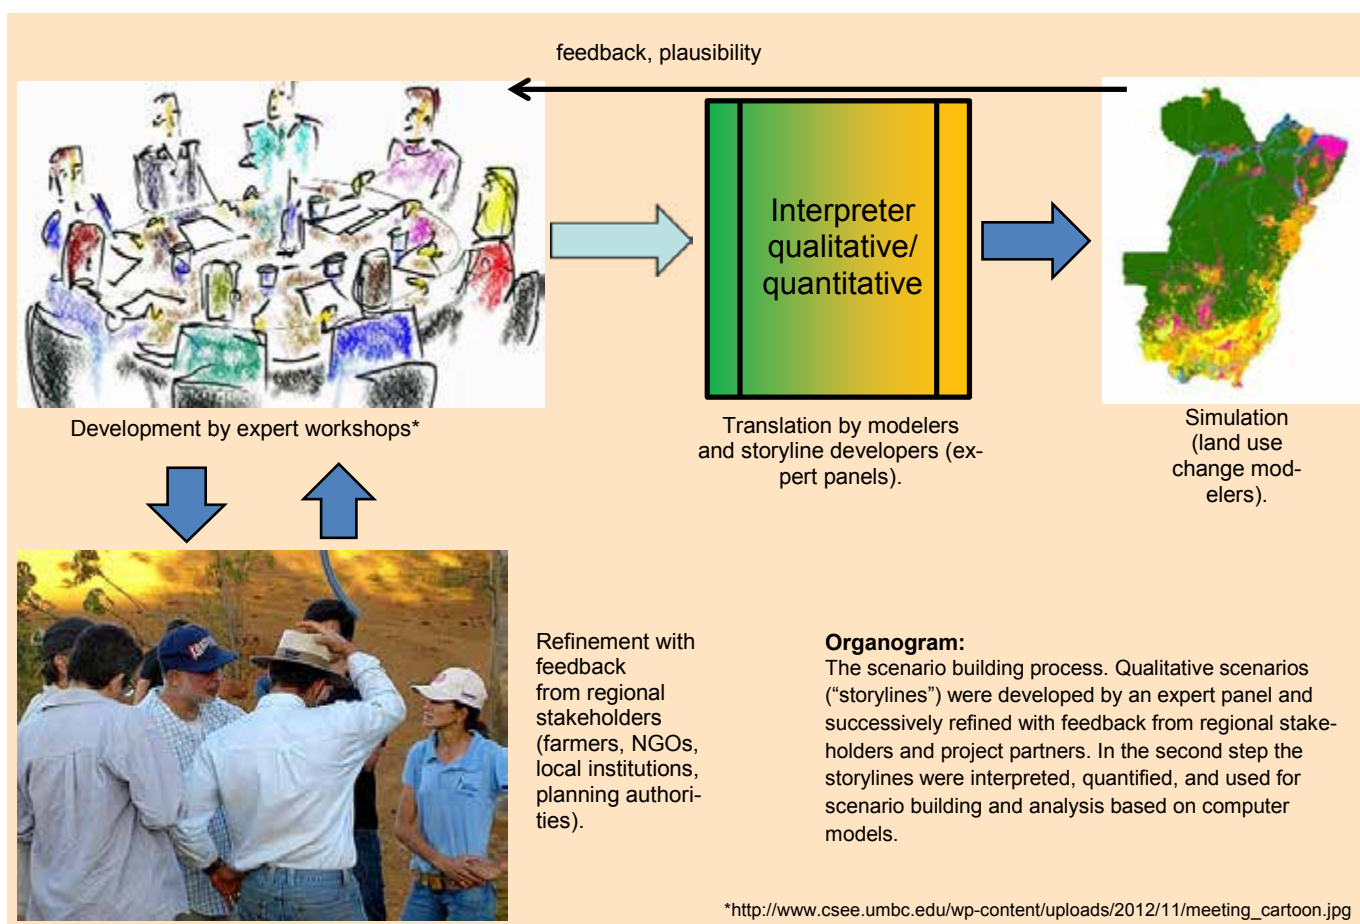 feedback, plausibility
Interpreter
qualitative/
quantitative
Development by expert workshops*
Translation by modelers
and storyline developers (ex-
pert panels).
Simulation
(land use
change mod-
elers).
Refinement with
feedback
from regional
stakeholders
(farmers, NGOs,
local institutions,
planning authori-
ties).
Organogram:
The scenario building process. Qualitative scenarios
(“storylines”) were developed by an expert panel and
successively refined with feedback from regional stake-
holders and project partners. In the second step the
storylines were interpreted, quantified, and used for
scenario building and analysis based on computer
models.
*http://www.csee.umbc.edu/wp-content/uploads/2012/11/meeting_cartoon.jpg